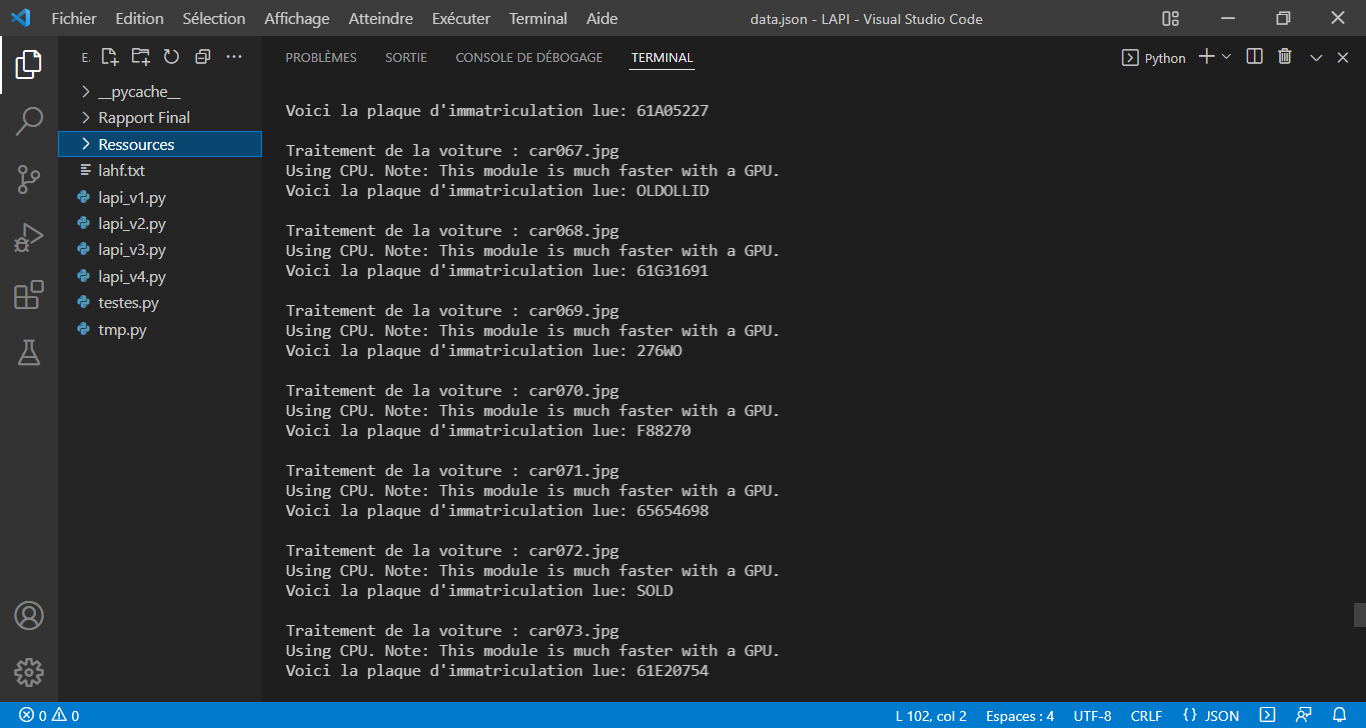 Fichier Edition Sélection Affichage Atteindre Exécuter Terminal Aide
data.json - LAPI - Visual Studio Code
E.
__pycache__
Rapport Final
Ressources
lahf.txt
lapi_v1.py
lapi_v2.py
lapi_v3.py
lapi_v4.py
testes.py
tmp.py
PROBLÈMES SORTIE CONSOLE DE DÉBOGAGE TERMINAL
Python
Voici la plaque d'immatriculation lue: 61A05227
Traitement de la voiture : car067.jpg
Using CPU. Note: This module is much faster with a GPU.
Voici la plaque d'immatriculation lue: OLDOLLID
Traitement de la voiture : car068.jpg
Using CPU. Note: This module is much faster with a GPU.
Voici la plaque d'immatriculation lue: 61G31691
Traitement de la voiture : car069.jpg
Using CPU. Note: This module is much faster with a GPU.
Voici la plaque d'immatriculation lue: 276WO
Traitement de la voiture : car070.jpg
Using CPU. Note: This module is much faster with a GPU.
Voici la plaque d'immatriculation lue: F88270
Traitement de la voiture : car071.jpg
Using CPU. Note: This module is much faster with a GPU.
Voici la plaque d'immatriculation lue: 65654698
Traitement de la voiture : car072.jpg
Using CPU. Note: This module is much faster with a GPU.
Voici la plaque d'immatriculation lue: SOLD
Traitement de la voiture : car073.jpg
Using CPU. Note: This module is much faster with a GPU.
Voici la plaque d'immatriculation lue: 61E20754
0 0
L 102, col 2 Espaces : 4 UTF-8 CRLF {} JSON